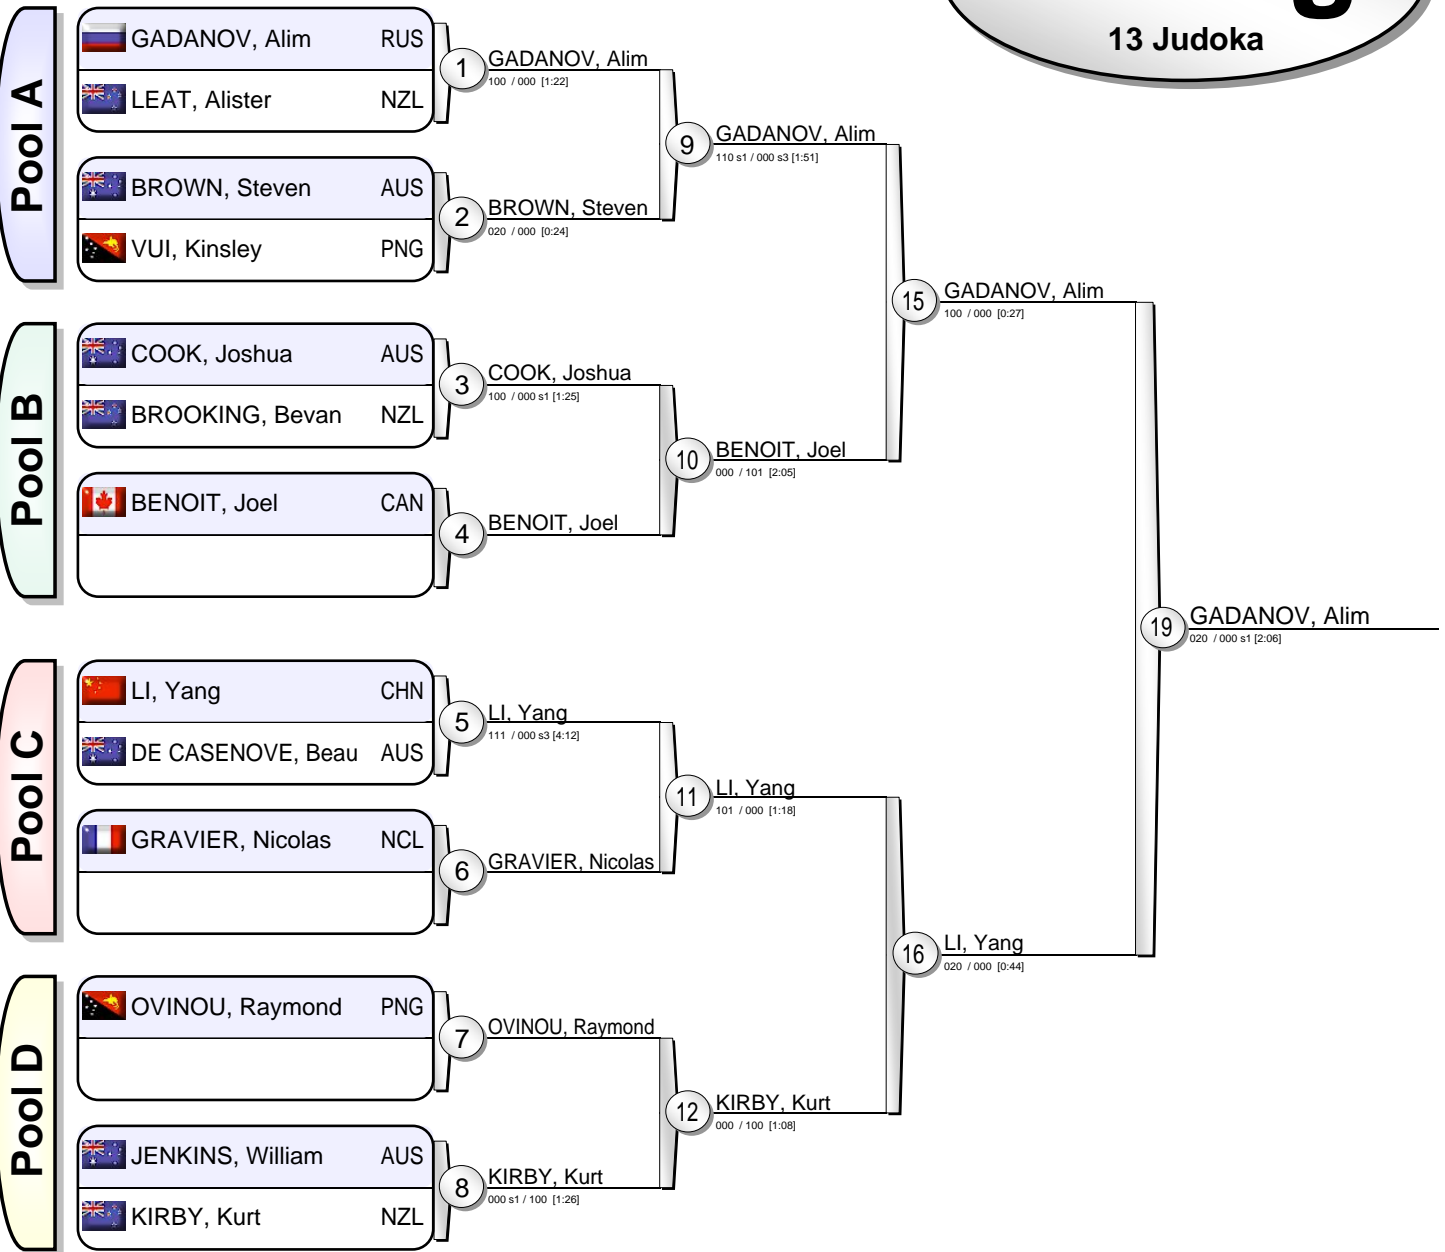 13 Judoka
Pool A
GADANOV, Alim RUS
LEAT, Alister NZL
BROWN, Steven AUS
VUI, Kinsley PNG
1
GADANOV, Alim
100 / 000 [1:22]
2
BROWN, Steven
020 / 000 [0:24]
9
GADANOV, Alim
110 s1 / 000 s3 [1:51]
Pool B
COOK, Joshua AUS
BROOKING, Bevan NZL
BENOIT, Joel CAN
3
COOK, Joshua
100 / 000 s1 [1:25]
4
BENOIT, Joel
10
BENOIT, Joel
000 / 101 [2:05]
15
GADANOV, Alim
100 / 000 [0:27]
Pool C
LI, Yang CHN
DE CASENOVE, Beau AUS
GRAVIER, Nicolas NCL
5
LI, Yang
111 / 000 s3 [4:12]
6
GRAVIER, Nicolas
11
LI, Yang
101 / 000 [1:18]
Pool D
OVINOU, Raymond PNG
JENKINS, William AUS
KIRBY, Kurt NZL
7
OVINOU, Raymond
8
KIRBY, Kurt
000 s1 / 100 [1:26]
12
KIRBY, Kurt
000 / 100 [1:08]
16
LI, Yang
020 / 000 [0:44]
19
GADANOV, Alim
020 / 000 s1 [2:06]